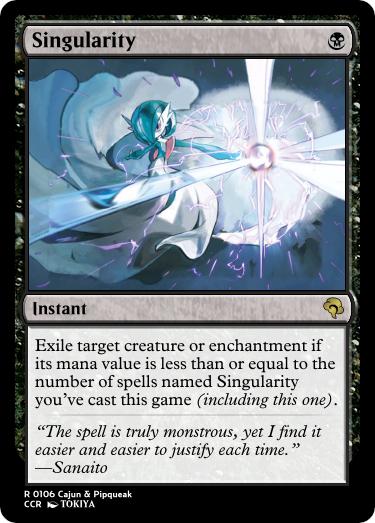 Singularity
Instant
Exile target creature or enchantment if
its mana value is less than or equal to the
number of spells named Singularity
you've cast this game (including this one).
“The spell is truly monstrous, yet I find it
easier and easier to justify each time.”
—Sanaito
R 0106 Cajun & Pipqueak
CCR TOKIYA